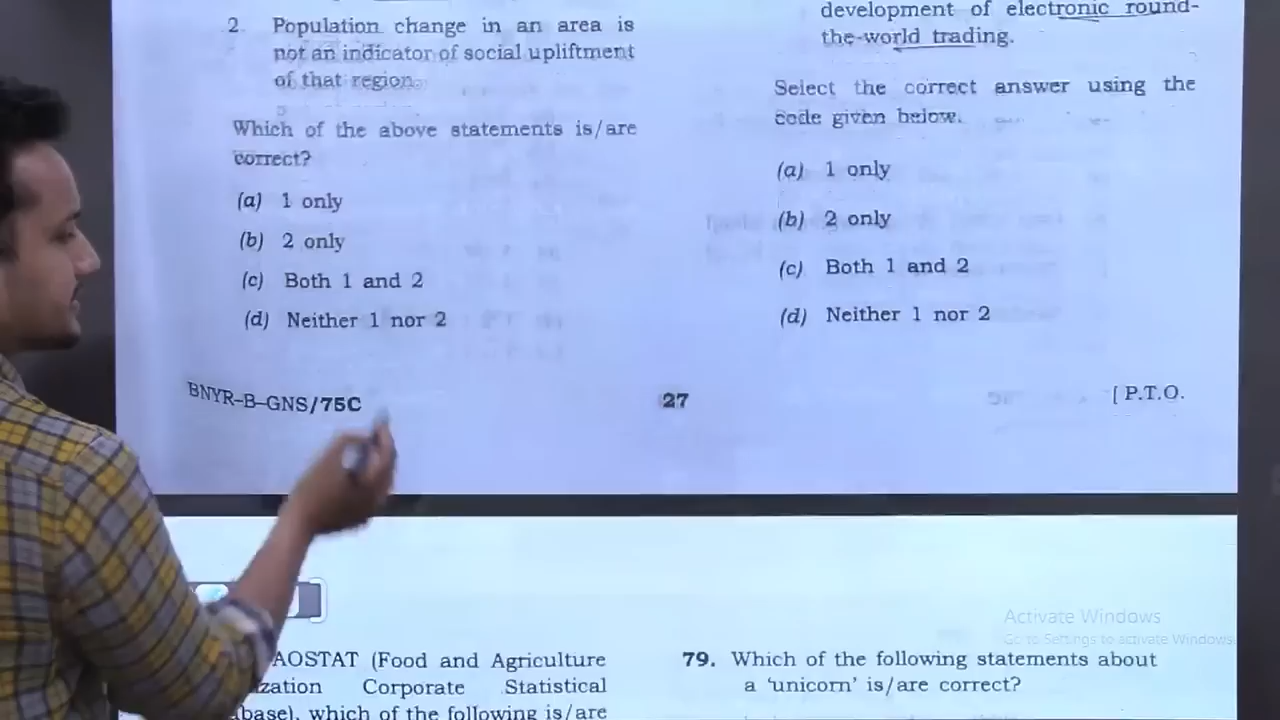 2. Population change in an area is
not an indicator of social upliftment
of that region.
Which of the above statements is/are
correct?
(a) 1 only
(b) 2 only
(c) Both 1 and 2
(d) Neither 1 nor 2
BNYR-B-GNS/75C
development of electronic round-
the-world trading.
Select the correct answer using the
code given below.
(a) 1 only
(b) 2 only
(c) Both 1 and 2
(d) Neither 1 nor 2
27
[ P.T.O.
AOSTAT (Food and Agriculture
zation Corporate Statistical
base), which of the following is/are
79. Which of the following statements about
a ‘unicorn’ is/are correct?
Activate Windows
Go to Settings to activate Windows.